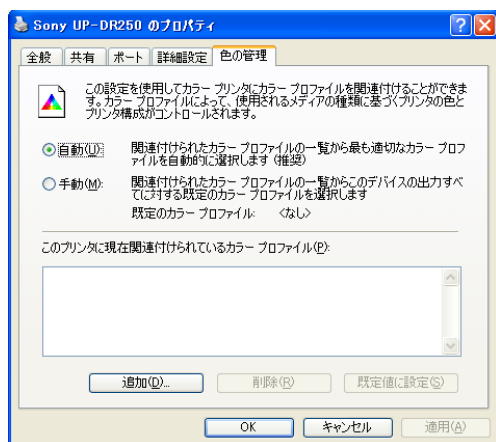 Sony UP-DR250 のプロパティ
全般 共有 ポート 詳細設定 色の管理
この設定を使用してカラー プリンタにカラー プロファイルを関連付けることができま
す。カラー プロファイルによって、使用されるメディアの種類に基づくプリンタの色と
プリンタ構成がコントロールされます。
自動(U): 関連付けられたカラー プロファイルの一覧から最も適切なカラー プロフ
ァイルを自動的に選択します (推奨)
手動(M): 関連付けられたカラー プロファイルの一覧からこのデバイスの出力すべ
てに対する既定のカラー プロファイルを選択します
既定のカラー プロファイル: <なし>
このプリンタに現在関連付けられているカラー プロファイル(P):
追加(D)... 削除(R) 既定値に設定(S)
OK キャンセル 適用(A)